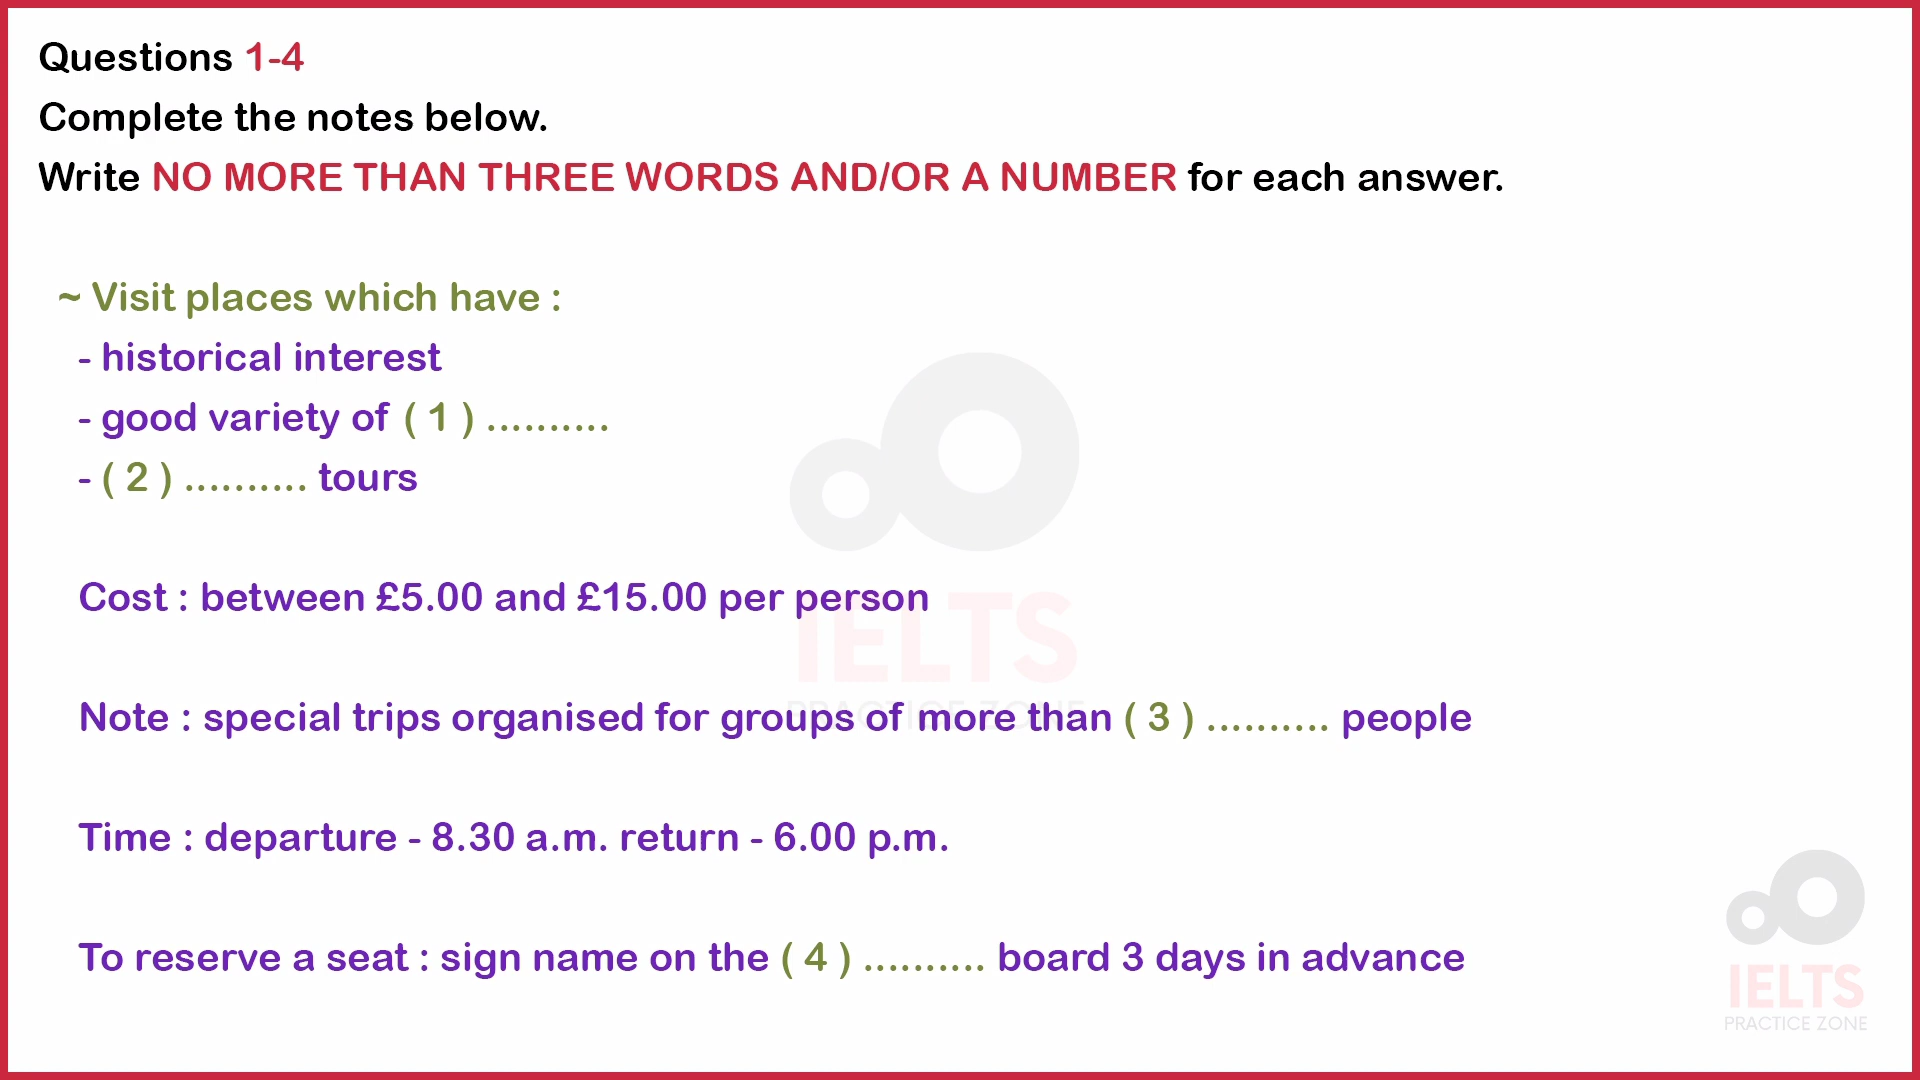 Questions 1-4
Complete the notes below.
Write NO MORE THAN THREE WORDS AND/OR A NUMBER for each answer.
~ Visit places which have :
- historical interest
- good variety of ( 1 ) ..........
- ( 2 ) .......... tours
Cost : between £5.00 and £15.00 per person
IELTS
Note : special trips organised for groups of more than ( 3 ) .......... people
PRACTICE ZONE
Time : departure - 8.30 a.m. return - 6.00 p.m.
To reserve a seat : sign name on the ( 4 ) .......... board 3 days in advance
IELTS
PRACTICE ZONE